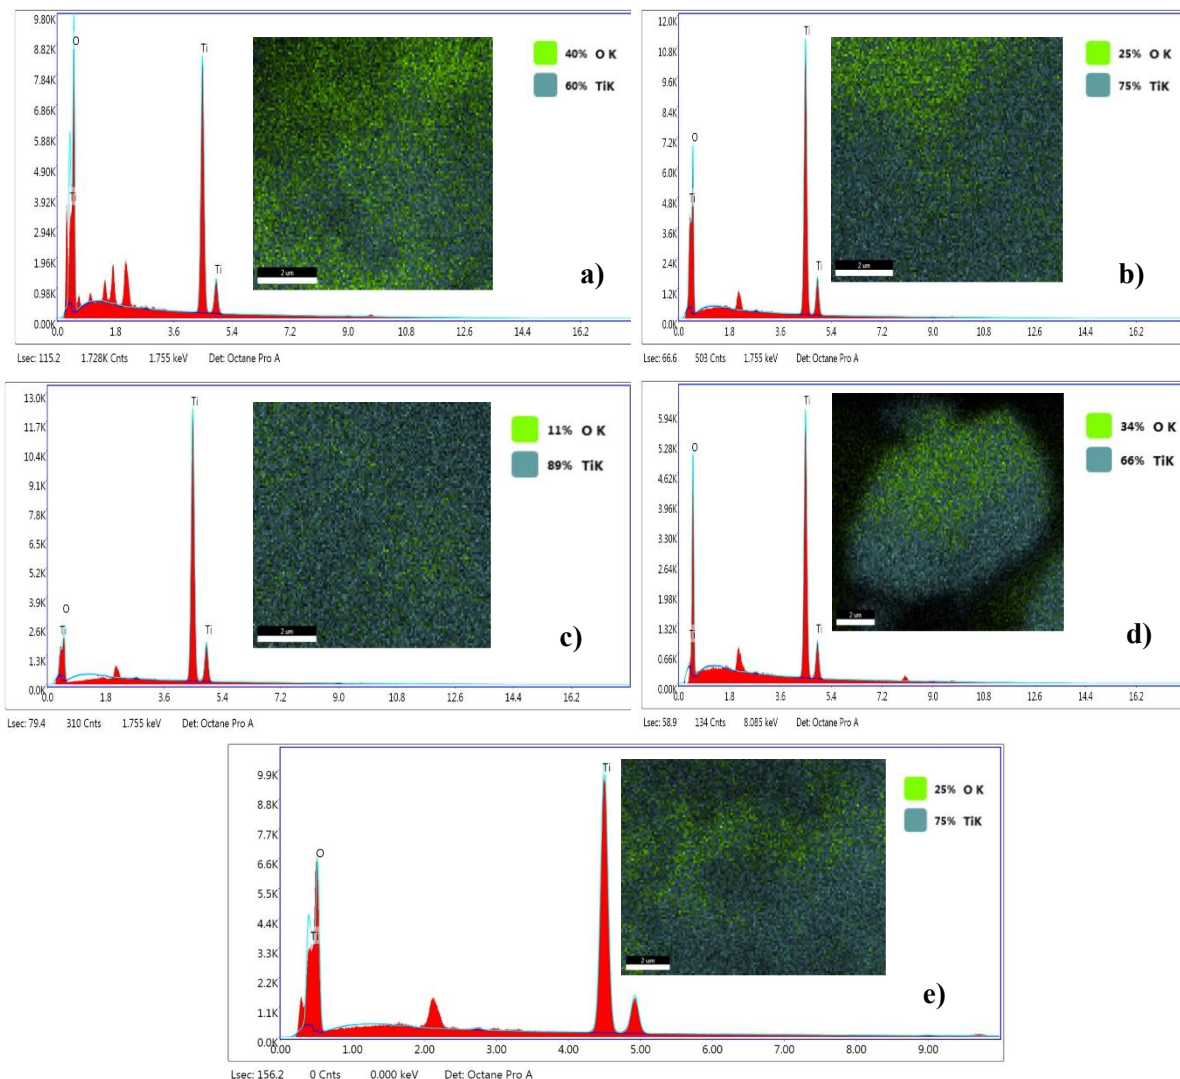 9.80K
8.82K
7.84K
6.86K
5.88K
4.90K
3.92K
2.94K
1.96K
0.98K
0.00K
O
Ti
Ti
Ti
40% O K
60% TiK
2 um
a)
0.0 1.8 3.6 5.4 7.2 9.0 10.8 12.6 14.4 16.2
Lsec: 115.2 1.728K Cnts 1.755 keV Det: Octane Pro A
12.0K
10.8K
9.6K
8.4K
7.2K
6.0K
4.8K
3.6K
2.4K
1.2K
0.0K
Ti
O
Ti
Ti
25% O K
75% TiK
2 um
b)
0.0 1.8 3.6 5.4 7.2 9.0 10.8 12.6 14.4 16.2
Lsec: 66.6 503 Cnts 1.755 keV Det: Octane Pro A
13.0K
11.7K
10.4K
9.1K
7.8K
6.5K
5.2K
3.9K
2.6K
1.3K
0.0K
Ti
O
Ti
Ti
11% O K
89% TiK
2 um
c)
0.0 1.8 3.6 5.4 7.2 9.0 10.8 12.6 14.4 16.2
Lsec: 79.4 310 Cnts 1.755 keV Det: Octane Pro A
5.94K
5.28K
4.62K
3.96K
3.30K
2.64K
1.98K
1.32K
0.66K
0.00K
Ti
O
Ti
Ti
34% O K
66% TiK
2 um
d)
0.0 1.8 3.6 5.4 7.2 9.0 10.8 12.6 14.4 16.2
Lsec: 58.9 134 Cnts 8.085 keV Det: Octane Pro A
9.9K
8.8K
7.7K
6.6K
5.5K
4.4K
3.3K
2.2K
1.1K
0.0K
Ti
O
Ti
25% O K
75% TiK
2 um
e)
0.00 1.00 2.00 3.00 4.00 5.00 6.00 7.00 8.00 9.00
Lsec: 156.2 0 Cnts 0.000 keV Det: Octane Pro A